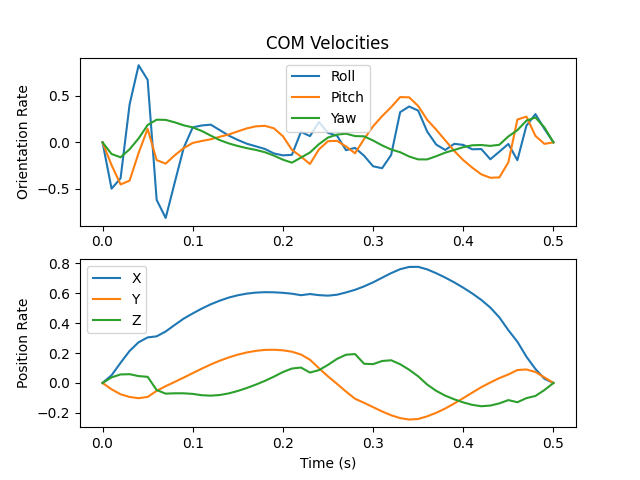 COM Velocities
Orientation Rate
0.5
0.0
−0.5
Roll
Pitch
Yaw
0.0 0.1 0.2 0.3 0.4 0.5
Position Rate
0.8
0.6
0.4
0.2
0.0
−0.2
X
Y
Z
0.0 0.1 0.2 0.3 0.4 0.5
Time (s)